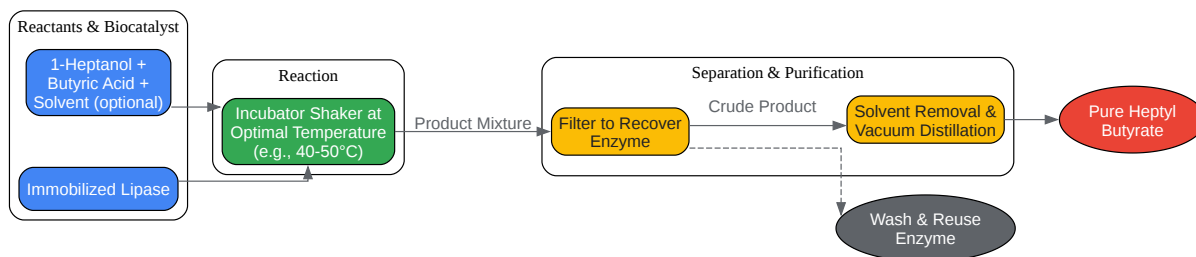 Reactants & Biocatalyst
1-Heptanol +
Butyric Acid +
Solvent (optional)
Immobilized Lipase
Reaction
Incubator Shaker at
Optimal Temperature
(e.g., 40-50°C)
Product Mixture
Separation & Purification
Filter to Recover
Enzyme
Crude Product
Solvent Removal &
Vacuum Distillation
Wash & Reuse
Enzyme
Pure Heptyl
Butyrate